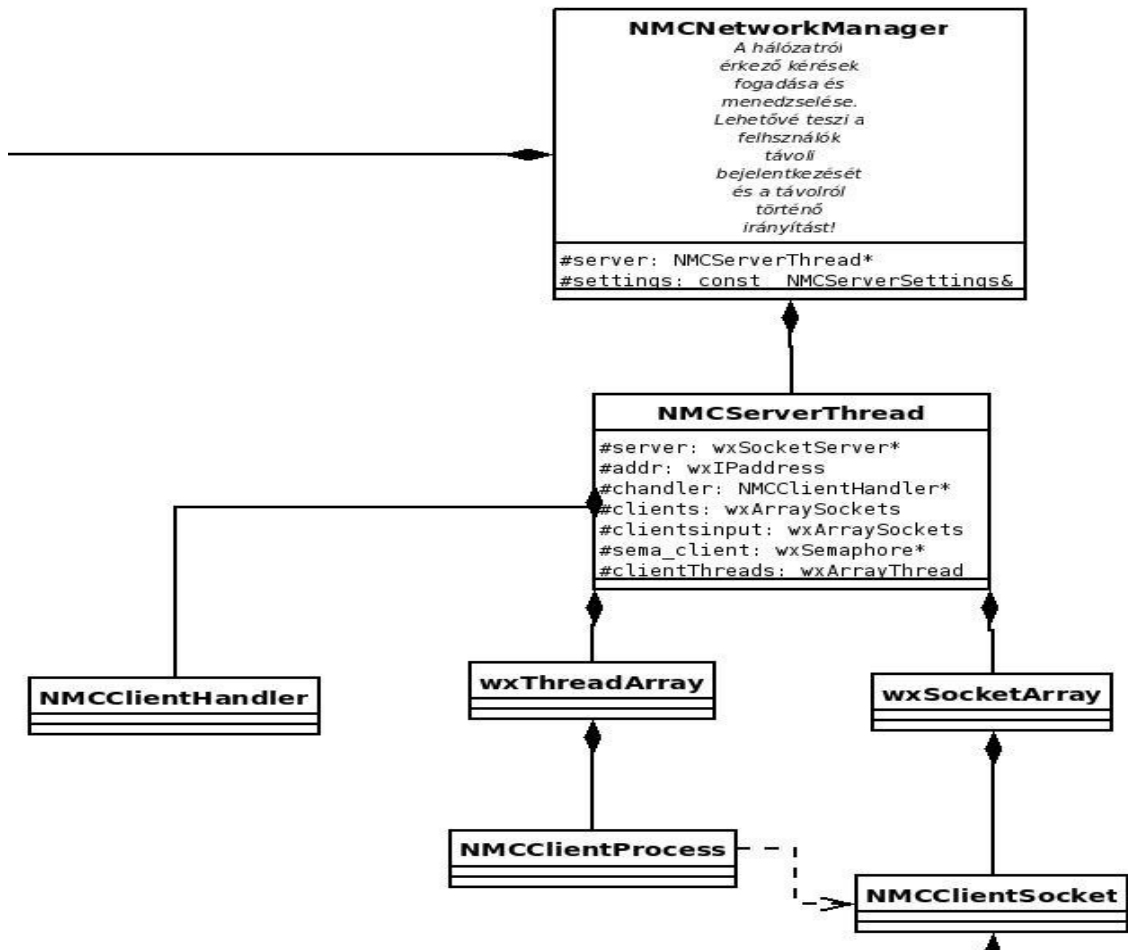 NMCNetworkManager
A hálózatról
érkező kérések
fogadása és
menedzselése.
Lehetővé teszi a
felhsználók
távoli
bejelentkezését
és a távolról
történő
irányítást!
#server: NMCServerThread*
#settings: const NMCServerSettings&
NMCServerThread
#server: wxSocketServer*
#addr: wxIPaddress
#chandler: NMCClientHandler*
#clients: wxArraySockets
#clientsinput: wxArraySockets
#sema_client: wxSemaphore*
#clientThreads: wxArrayThread
NMCClientHandler
wxThreadArray
wxSocketArray
NMCClientProcess
NMCClientSocket